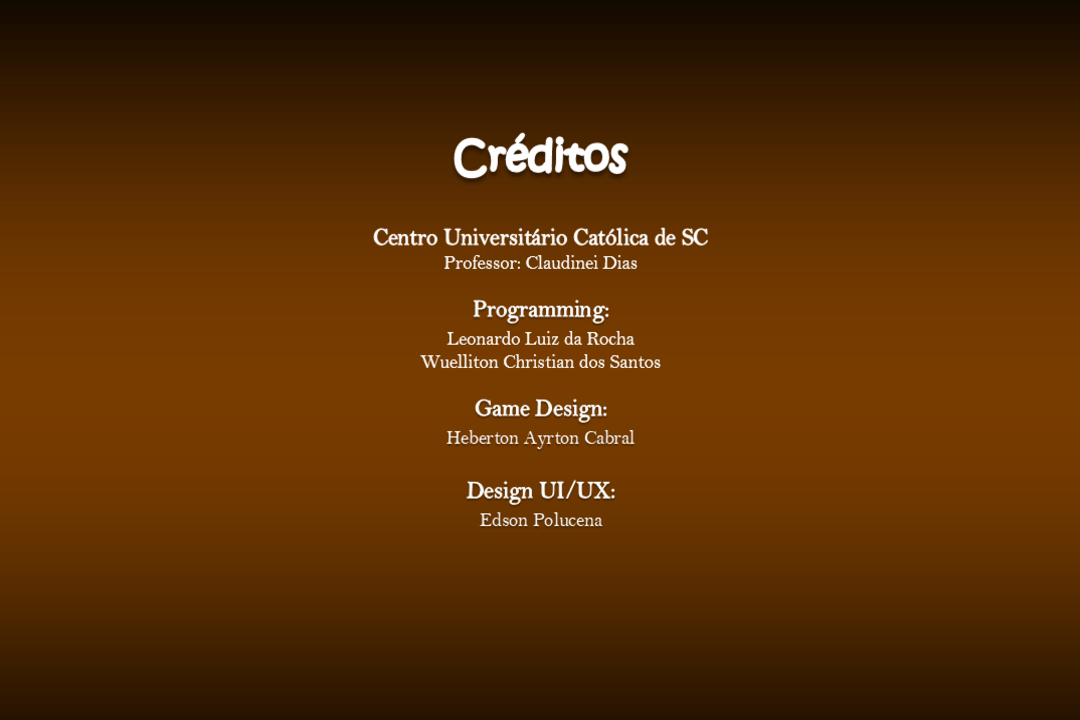 Créditos
Centro Universitário Católica de SC
Professor: Claudinei Dias
Programming:
Leonardo Luiz da Rocha
Wuelliton Christian dos Santos
Game Design:
Heberton Ayrton Cabral
Design UI/UX:
Edson Polucena